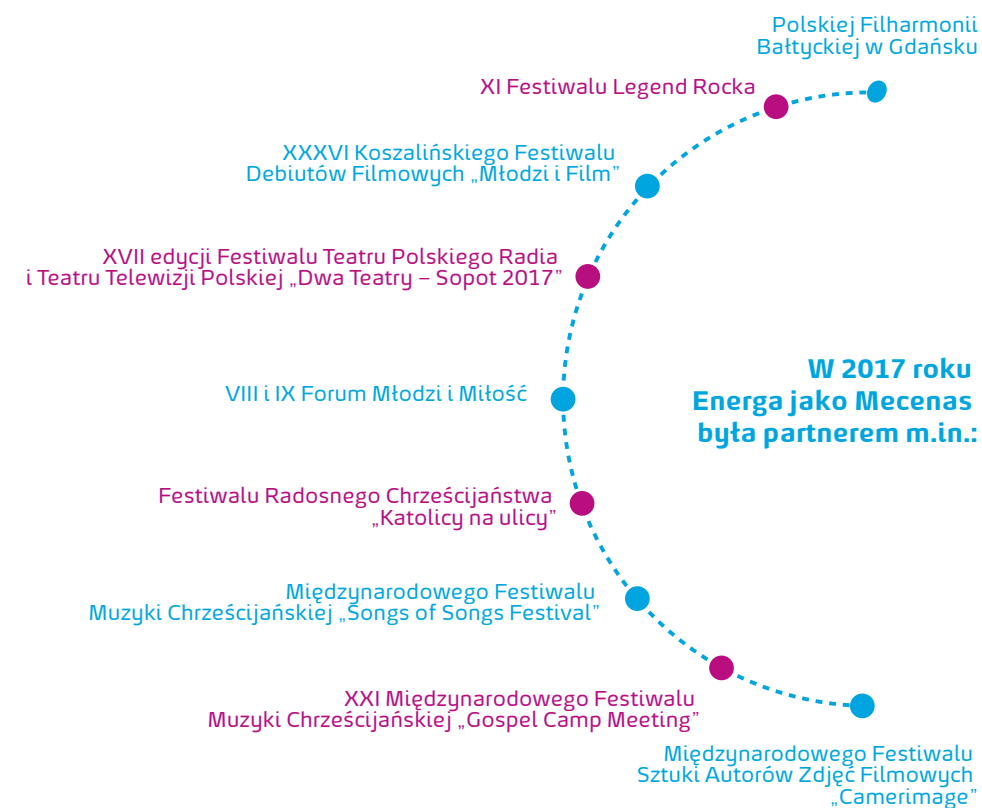 Polskiej Filharmonii
Bałtyckiej w Gdańsku
XI Festiwalu Legend Rocka
XXXVI Koszalińskiego Festiwalu
Debiutów Filmowych „Młodzi i Film”
XVII edycji Festiwalu Teatru Polskiego Radia
i Teatru Telewizji Polskiej „Dwa Teatry – Sopot 2017”
VIII i IX Forum Młodzi i Miłość
W 2017 roku
Energa jako Mecenas
była partnerem m.in.:
Festiwalu Radosnego Chrześcijaństwa
„Katolicy na ulicy”
Międzynarodowego Festiwalu
Muzyki Chrześcijańskiej „Songs of Songs Festival”
XXI Międzynarodowego Festiwalu
Muzyki Chrześcijańskiej „Gospel Camp Meeting”
Międzynarodowego Festiwalu
Sztuki Autorów Zdjęć Filmowych
„Camerimage”